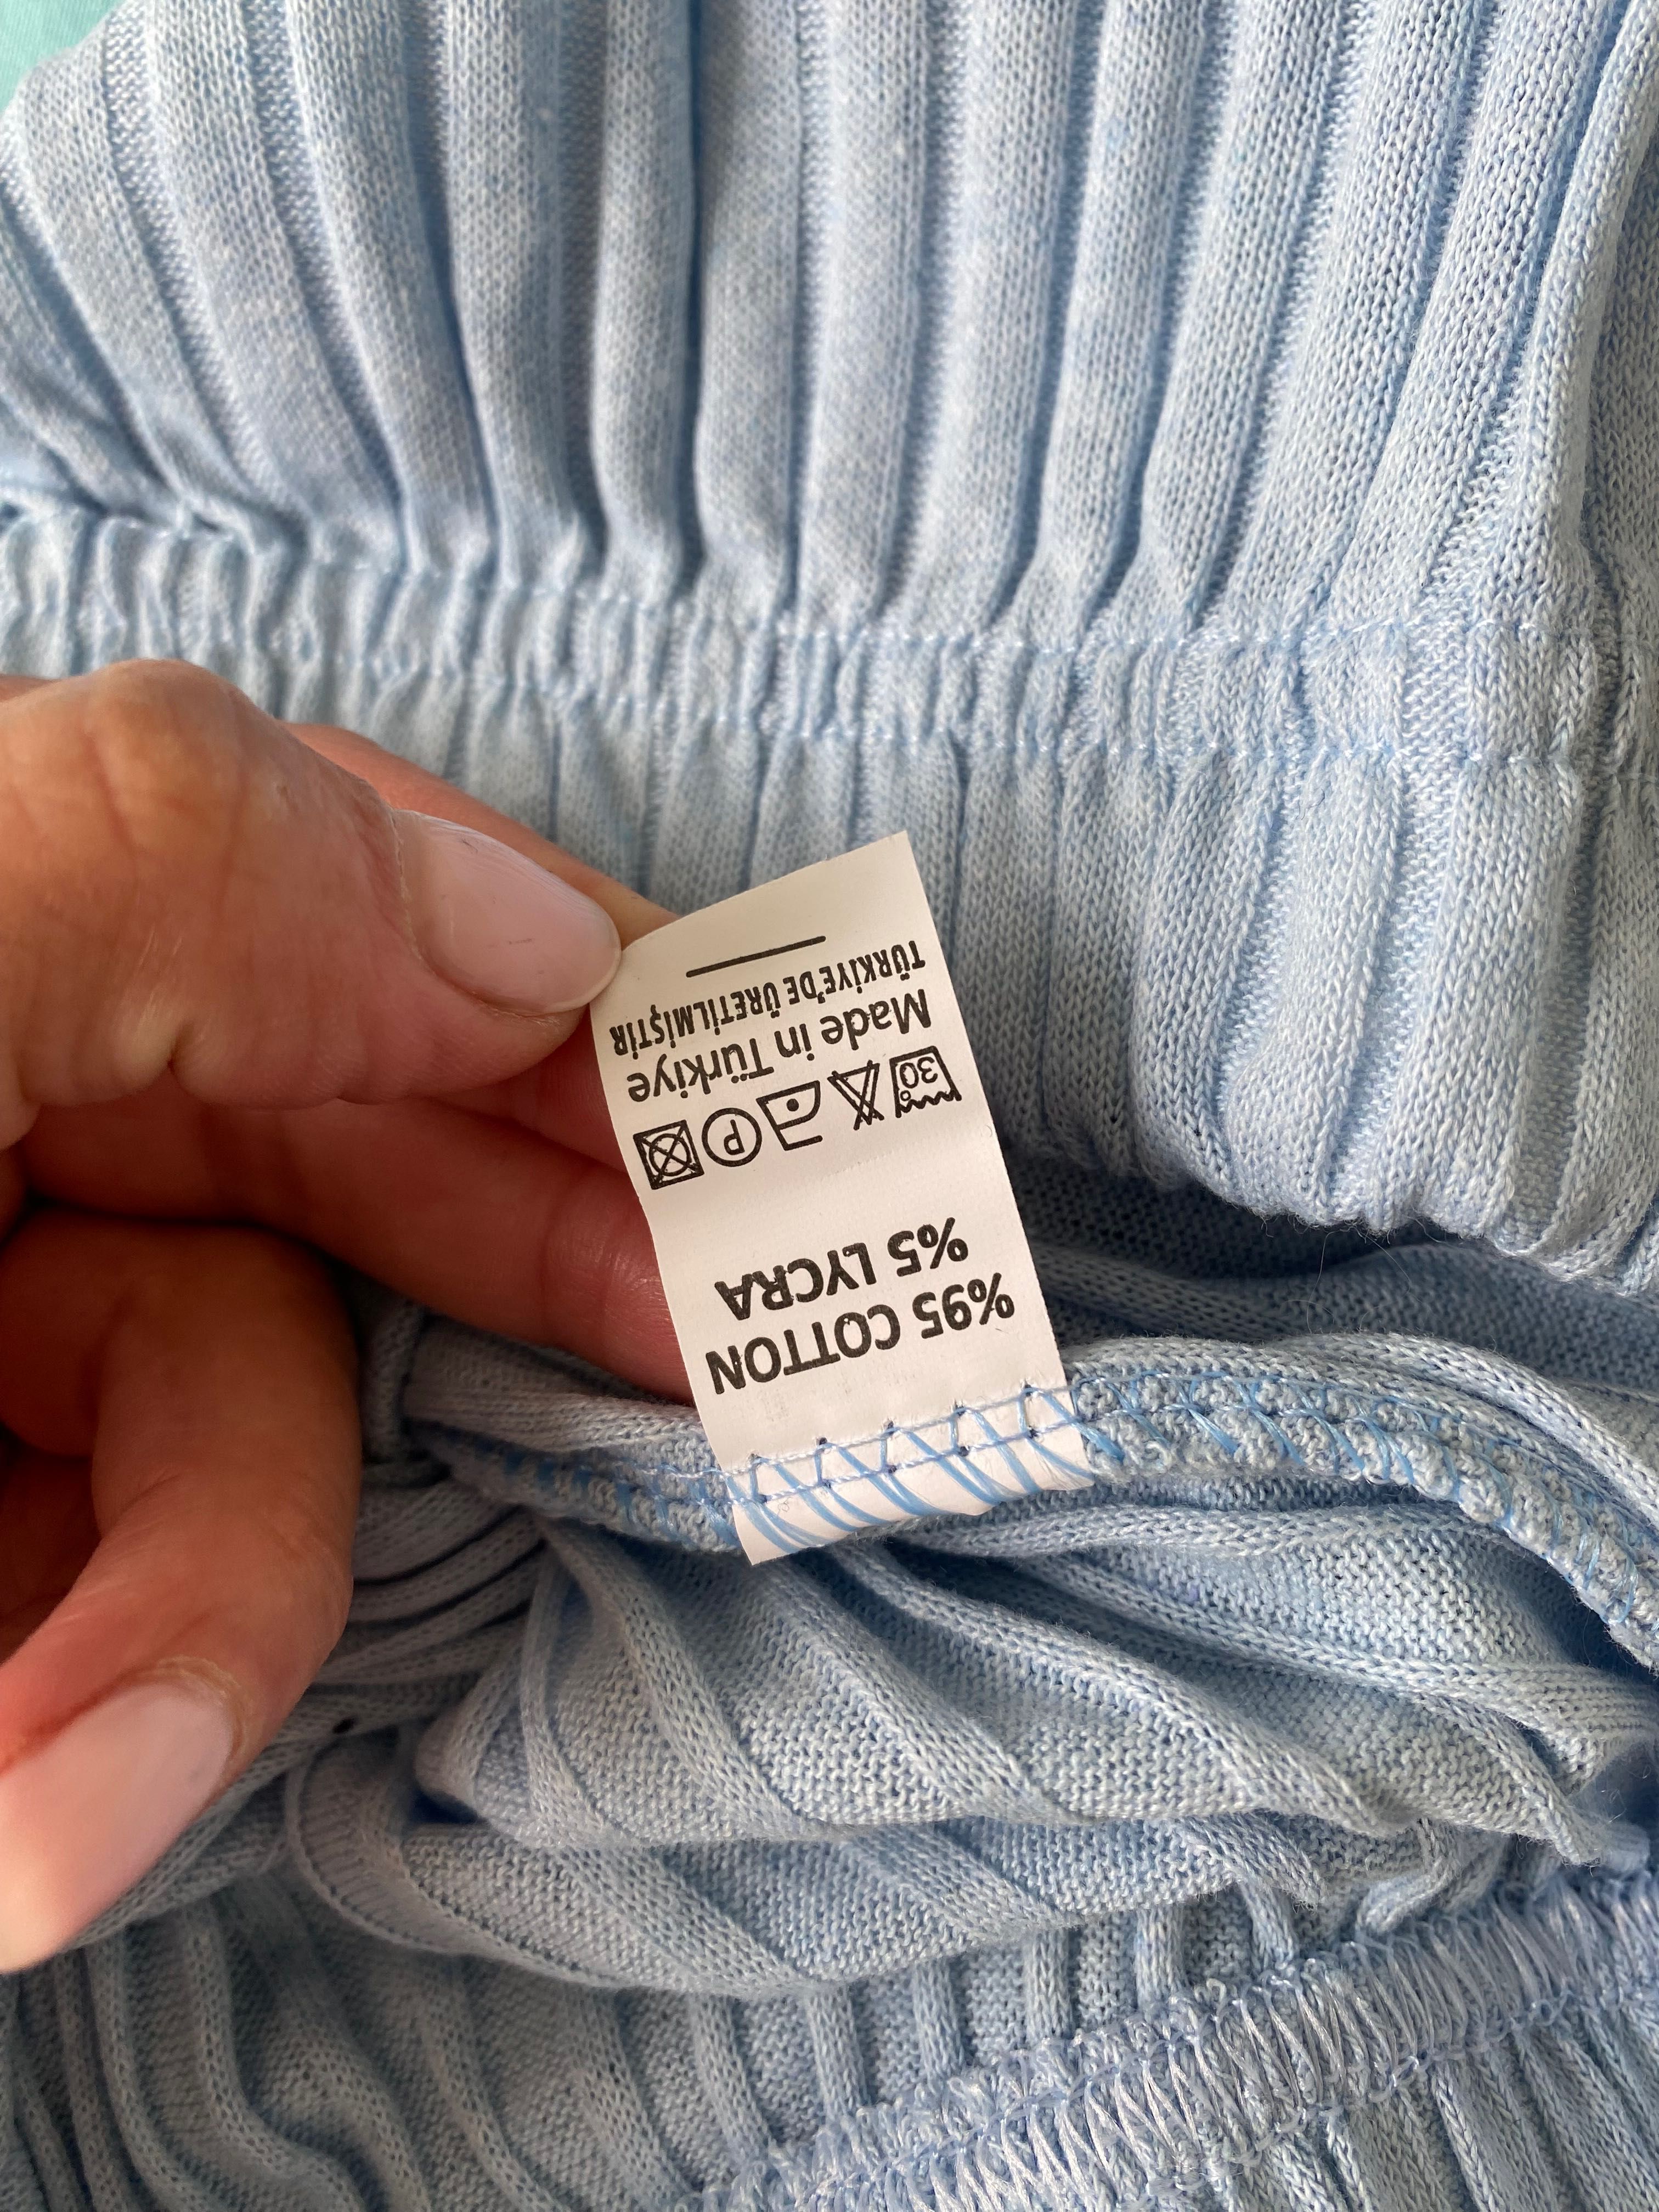 %95 COTTON
%5 LYCRA
30 P
Made in Türkiye
TÜRKİYE'DE ÜRETİLMİŞTİR